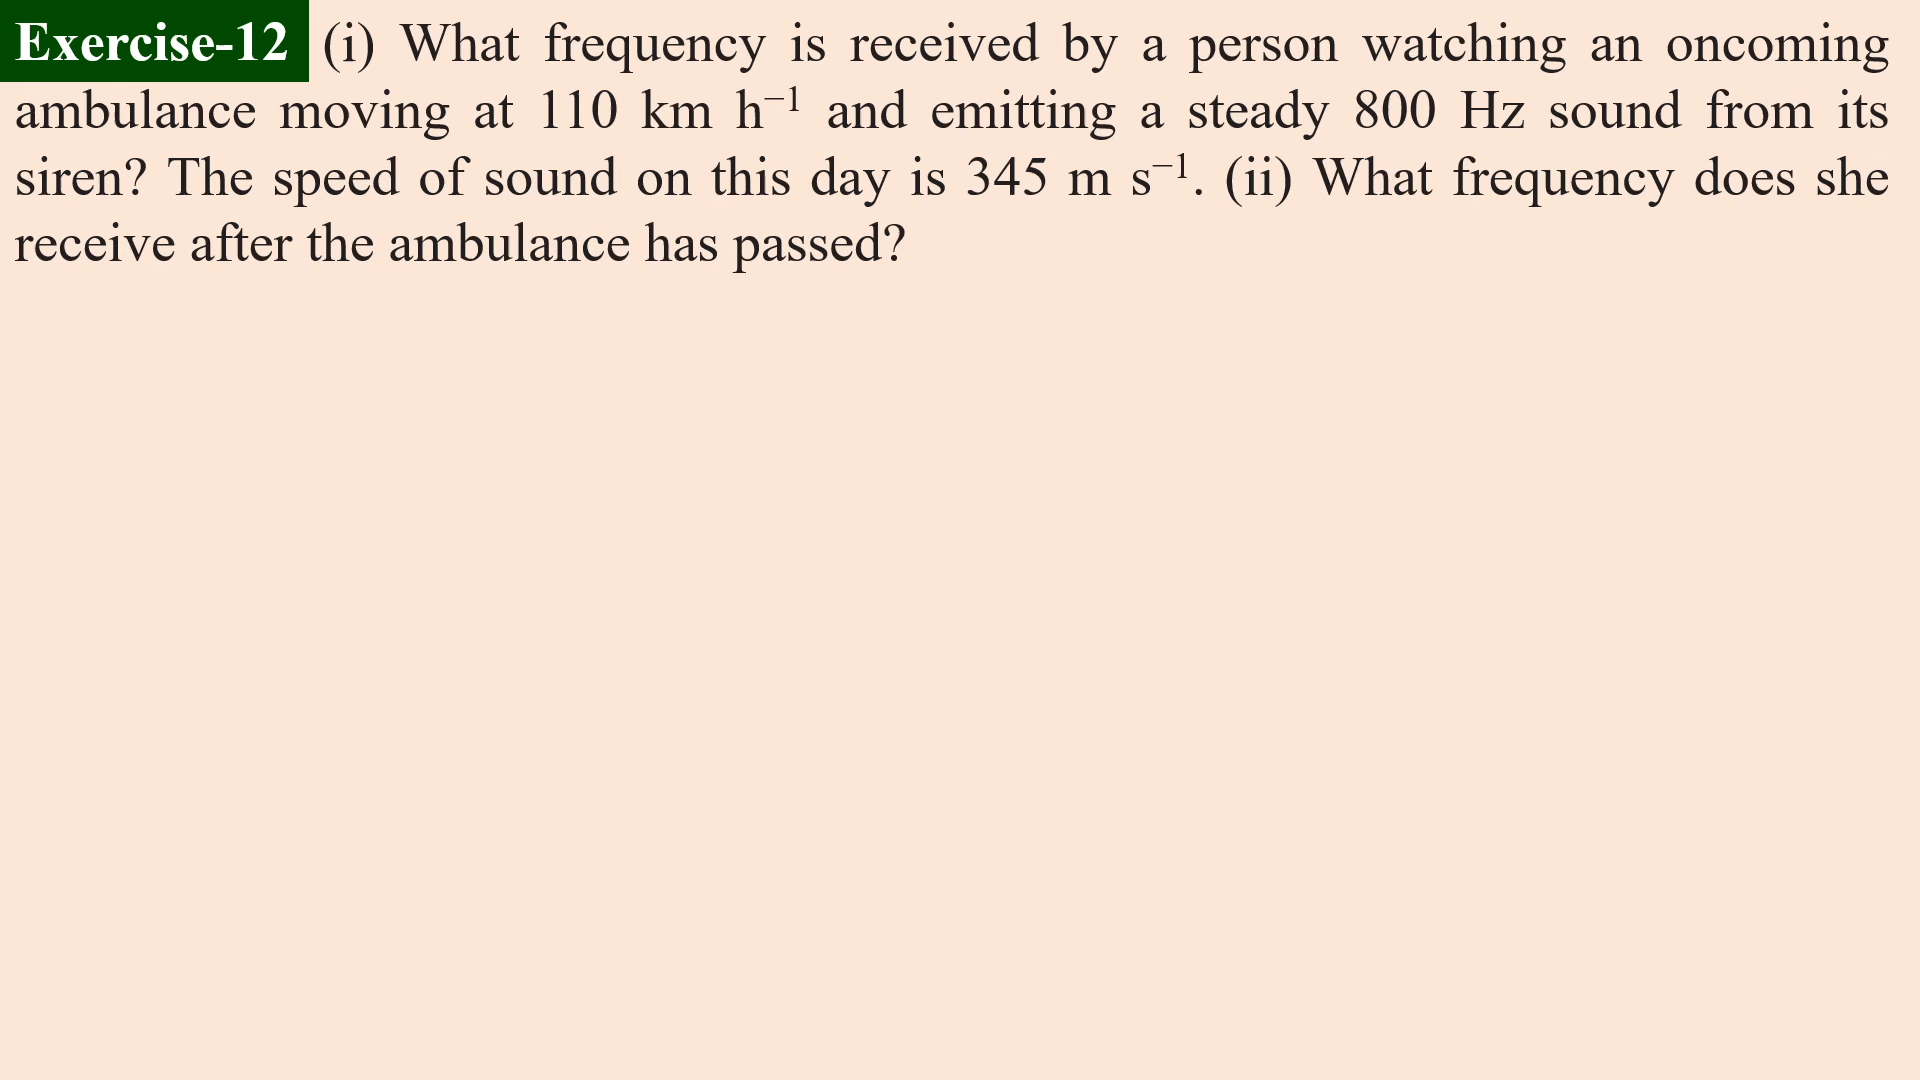 Exercise-12 (i) What frequency is received by a person watching an oncoming
ambulance moving at 110 km h⁻¹ and emitting a steady 800 Hz sound from its
siren? The speed of sound on this day is 345 m s⁻¹. (ii) What frequency does she
receive after the ambulance has passed?